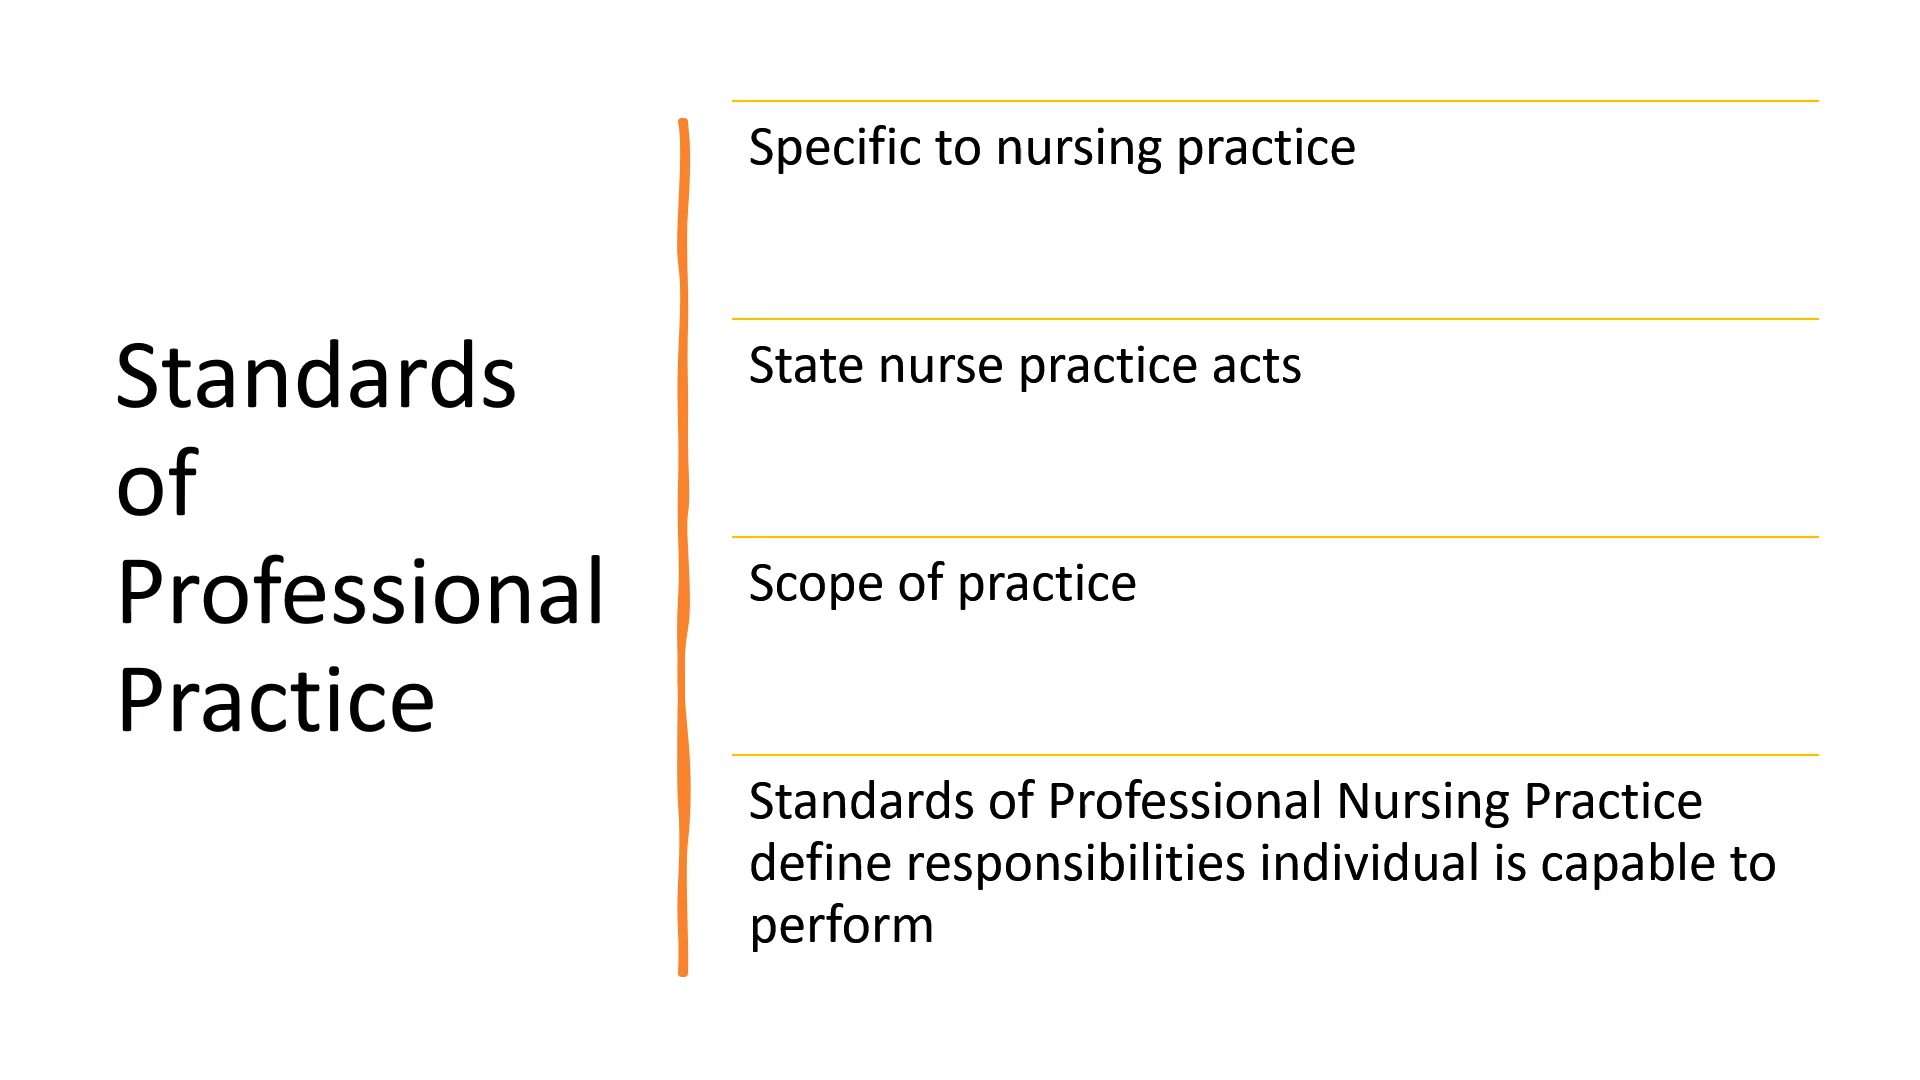 Standards
of
Professional
Practice
Specific to nursing practice
State nurse practice acts
Scope of practice
Standards of Professional Nursing Practice
define responsibilities individual is capable to
perform